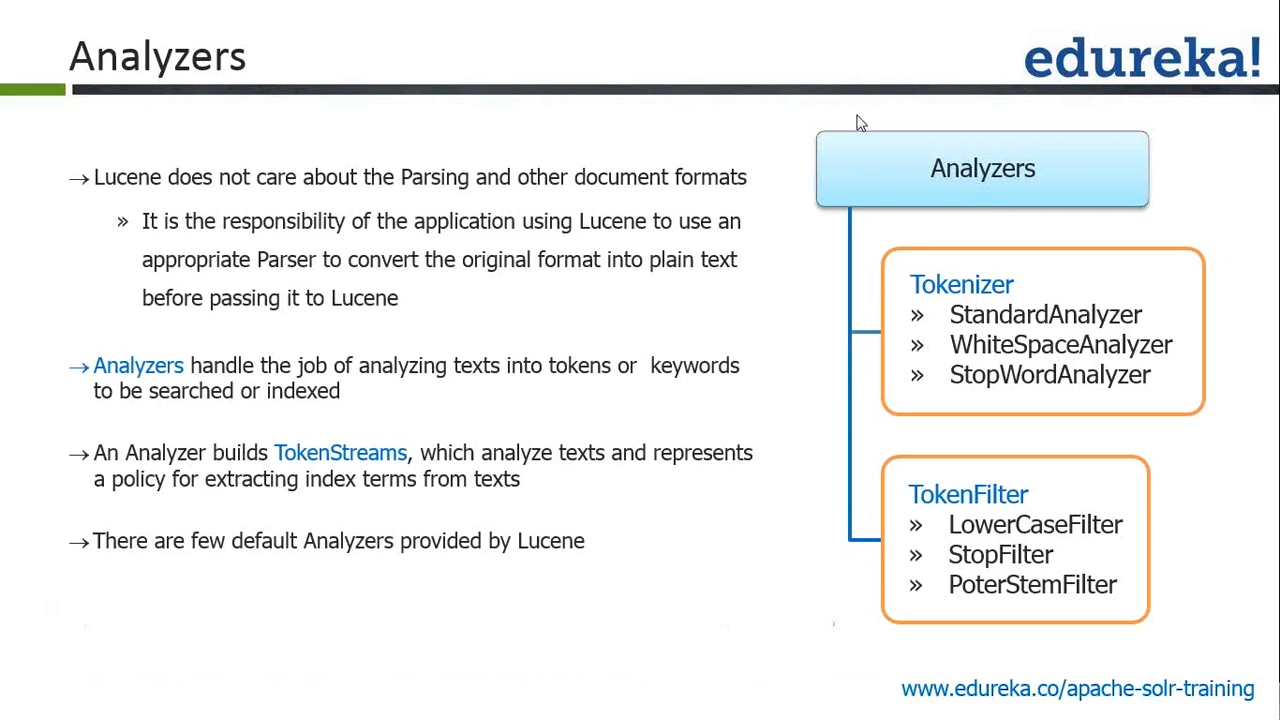 Analyzers
edureka!
→ Lucene does not care about the Parsing and other document formats
» It is the responsibility of the application using Lucene to use an
appropriate Parser to convert the original format into plain text
before passing it to Lucene
→ Analyzers handle the job of analyzing texts into tokens or keywords
to be searched or indexed
→ An Analyzer builds TokenStreams, which analyze texts and represents
a policy for extracting index terms from texts
→ There are few default Analyzers provided by Lucene
Analyzers
Tokenizer
» StandardAnalyzer
» WhiteSpaceAnalyzer
» StopWordAnalyzer
TokenFilter
» LowerCaseFilter
» StopFilter
» PoterStemFilter
www.edureka.co/apache-solr-training